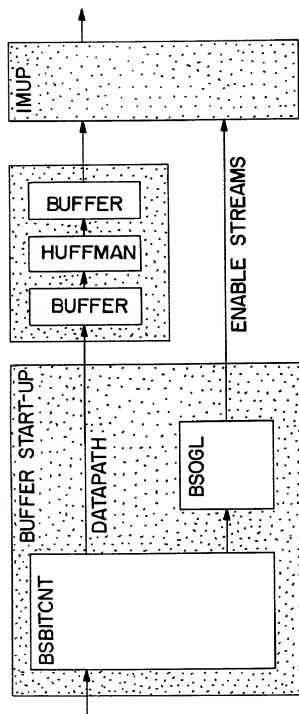 BUFFER START-UP
BSBITCNT
DATAPATH
BSOGL
BUFFER
HUFFMAN
BUFFER
ENABLE STREAMS
IMUP